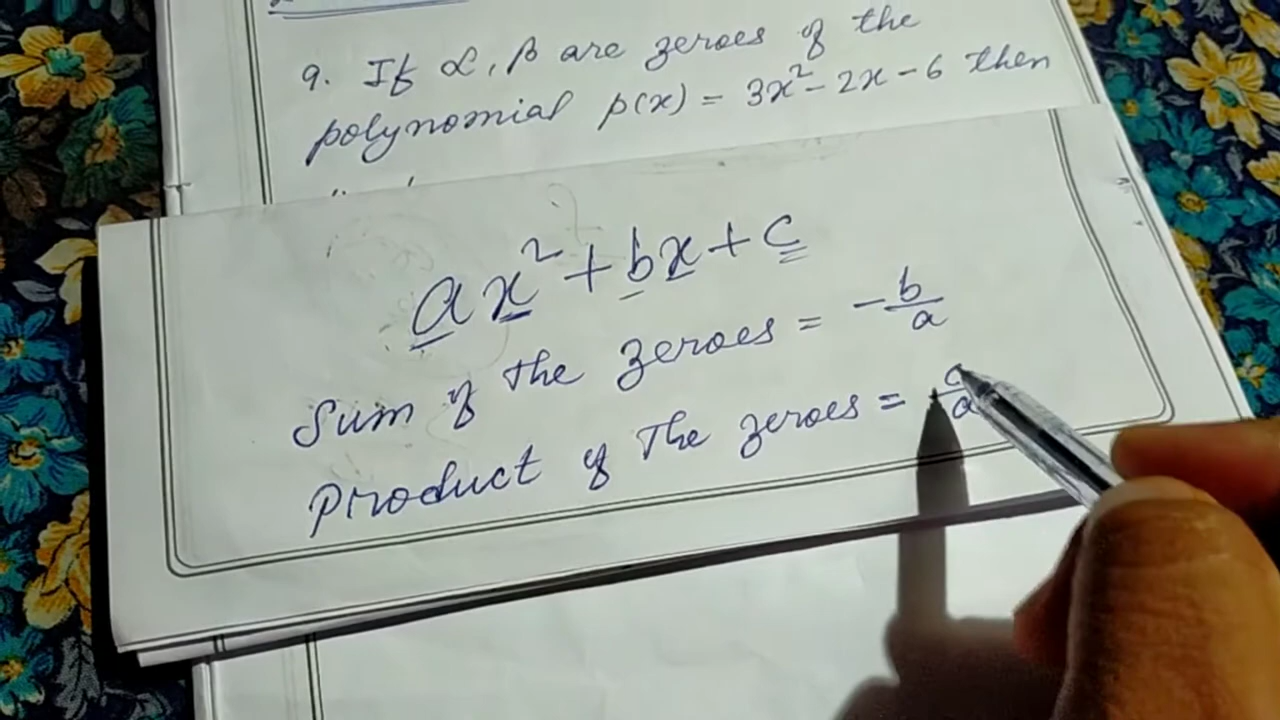 9. If α, β are zeroes of the
polynomial p(x) = 3x² - 2x - 6 then
ax² + bx + c
Sum of the zeroes = -b/a
Product of The zeroes = c/a